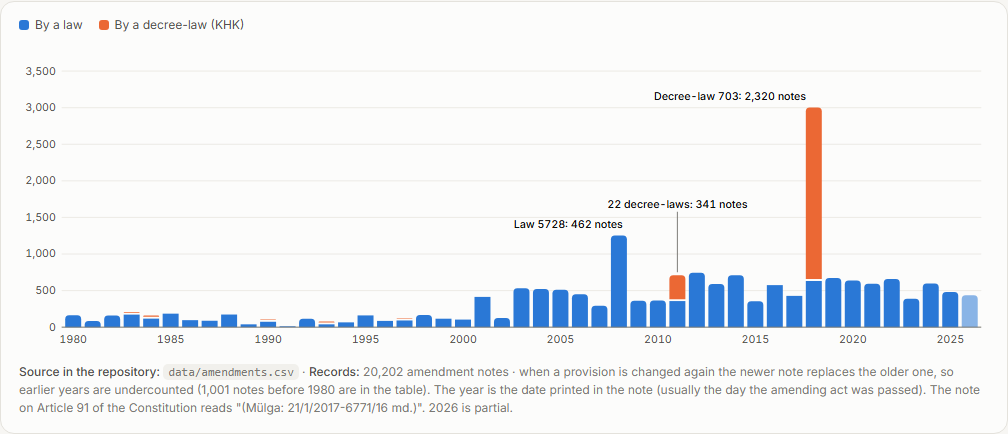 By a law By a decree-law (KHK)
3,500
Decree-law 703: 2,320 notes
3,000
2,500
2,000
22 decree-laws: 341 notes
1,500
Law 5728: 462 notes
1,000
500
0
1980 1985 1990 1995 2000 2005 2010 2015 2020 2025
Source in the repository: data/amendments.csv · Records: 20,202 amendment notes · when a provision is changed again the newer note replaces the older one, so
earlier years are undercounted (1,001 notes before 1980 are in the table). The year is the date printed in the note (usually the day the amending act was passed). The note
on Article 91 of the Constitution reads "(Mülga: 21/1/2017-6771/16 md.)". 2026 is partial.